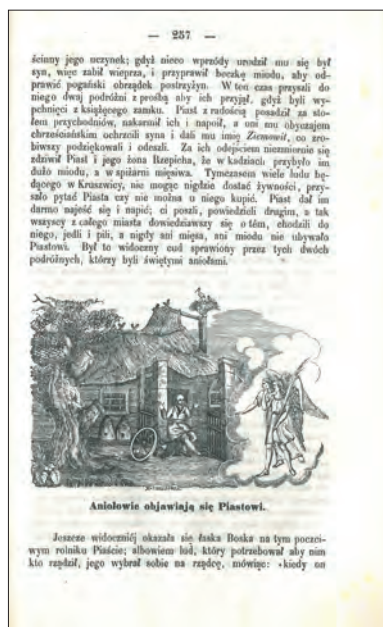 — 257 —
ścinny jego uczynek; gdyż nieco wprzódy urodził mu się był
syn, więc zabił wieprza, i przyprawił beczkę miodu, aby od-
prawić pogański obrządek postrzyżyn. W ten czas przyszli do
niego dwaj podróżni z prośbą aby ich przyjął, gdyż byli wy-
pchnięci z książęcego zamku. Piast z radością posadził za sto-
łem przychodniów, nakarmił ich i napoił, a oni mu obyczajem
chrześciańskim ochrzcili syna i dali mu imię Ziemowit, co zro-
biwszy podziękowali i odeszli. Za ich odejściem niezmiernie się
zdziwił Piast i jego żona Rzepicha, że w kadziach przybyło im
dużo miodu, a w spiżarni mięsiwa. Tymczasem wiele ludu bę-
dącego w Kruszwicy, nie mogąc nigdzie dostać żywności, przy-
szło pytać Piasta czy nie można u niego kupić. Piast dał im
darmo najeść się i napić; ci poszli, powiedzieli drugim, a tak
wszyscy z całego miasta dowiedziawszy się o tém, chodzili do
niego, jedli i pili, a nigdy ani mięsa, ani miodu nie ubywało
Piastowi. Był to widoczny cud sprawiony przez tych dwóch
podróżnych, którzy byli świętymi aniołami.
Aniołowie objawiają się Piastowi.
Jeszcze widoczniéj okazała się łaska Boska na tym poczci-
wym rolniku Piaście; albowiem lud, który potrzebował aby nim
kto rządził, jego wybrał sobie na rządcę, mówiąc: »kiedy on